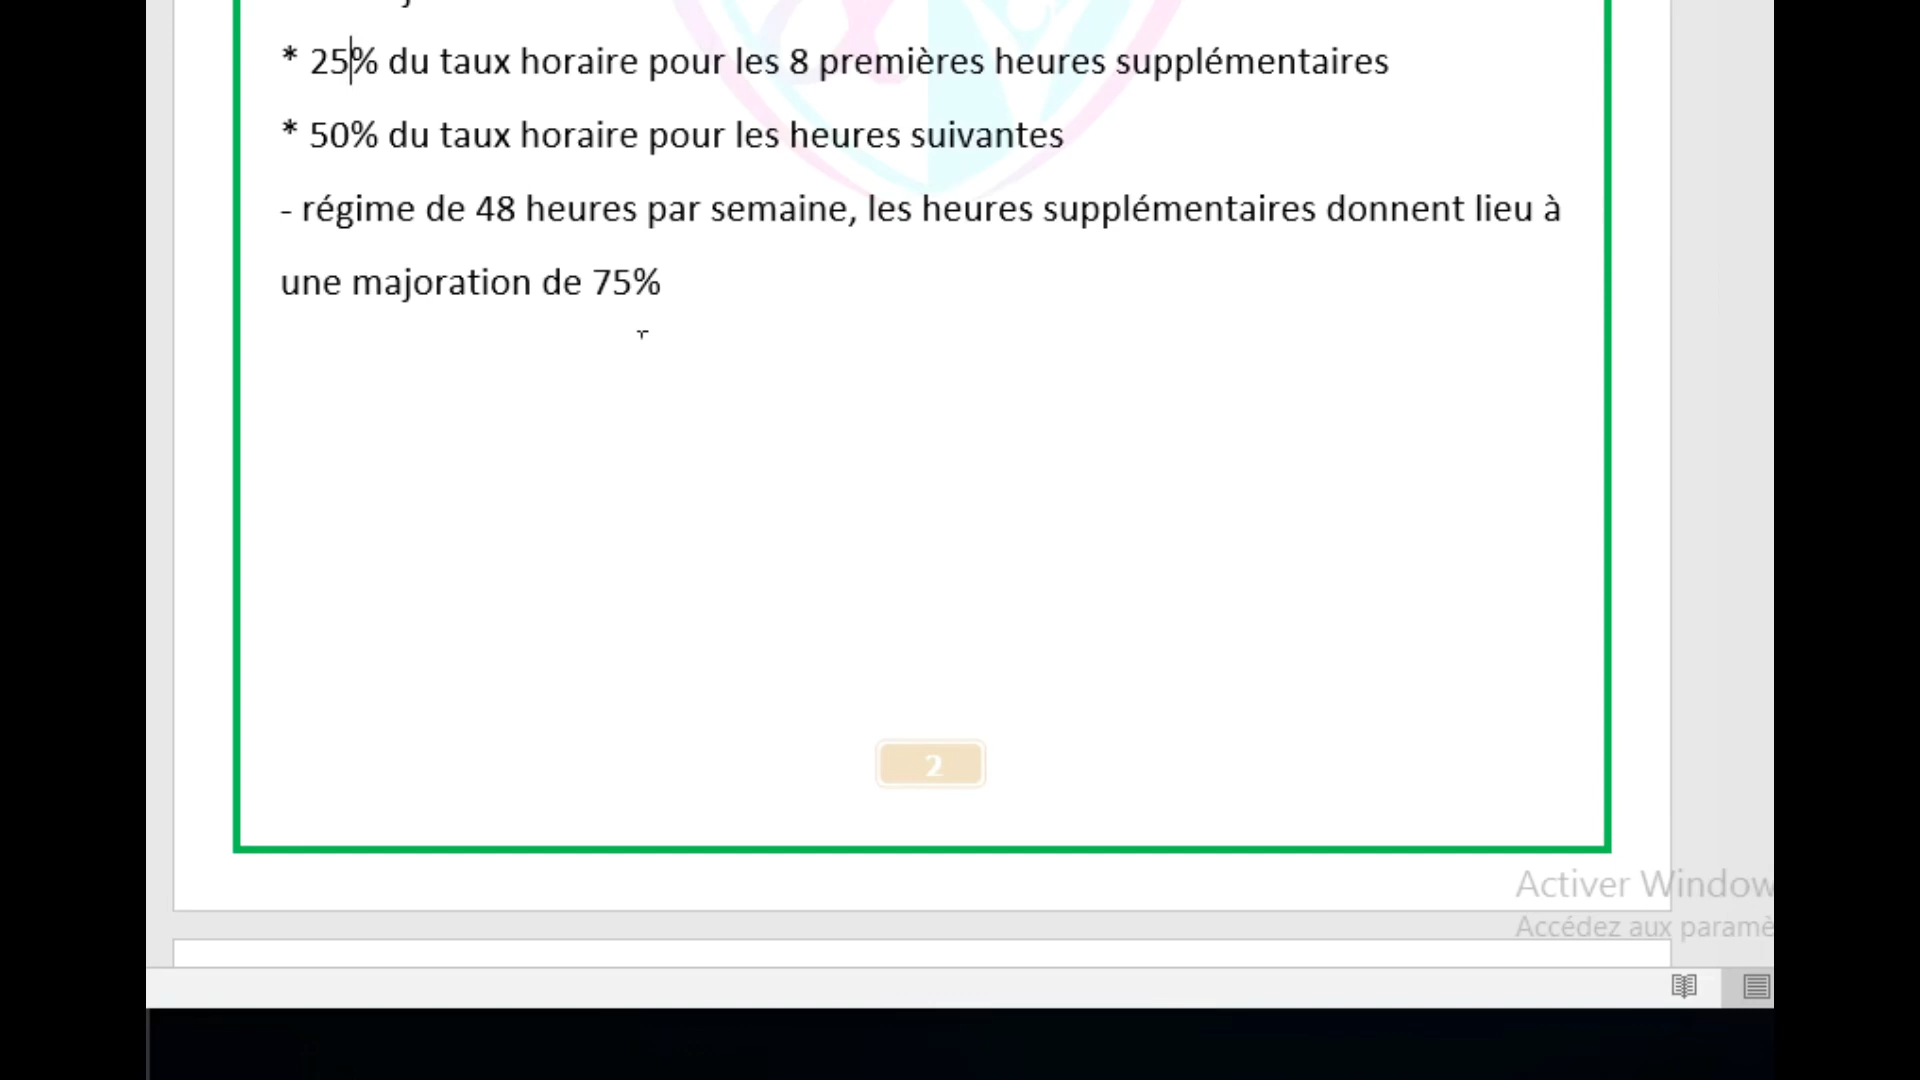 * 25% du taux horaire pour les 8 premières heures supplémentaires
* 50% du taux horaire pour les heures suivantes
- régime de 48 heures par semaine, les heures supplémentaires donnent lieu à
une majoration de 75%
2
Activer Window
Accédez aux paramè